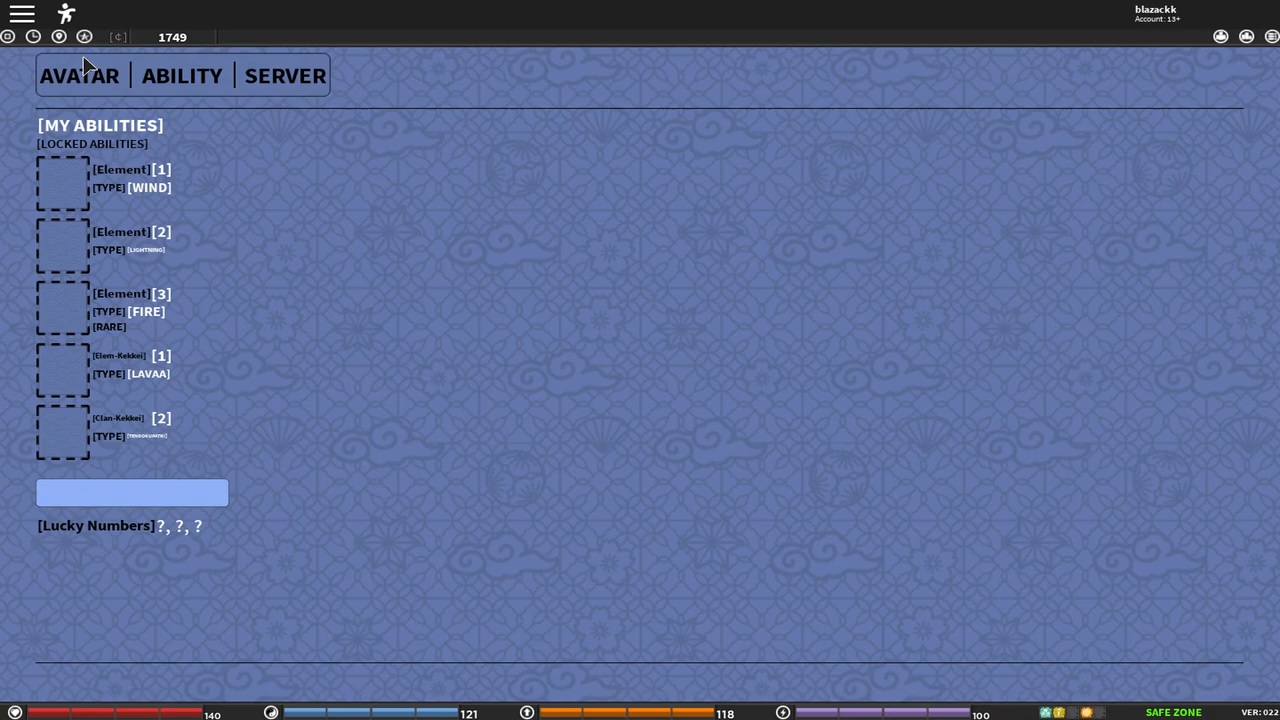 blazackk
Account: 13+
[¢] 1749
AVATAR | ABILITY | SERVER
[MY ABILITIES]
[LOCKED ABILITIES]
[Element][1]
[TYPE][WIND]
[Element][2]
[TYPE][LIGHTNING]
[Element][3]
[TYPE][FIRE]
[RARE]
[Elem-Kekkei] [1]
[TYPE][LAVAA]
[Clan-Kekkei] [2]
[TYPE]
[Lucky Numbers]?, ?, ?
140
121
118
100
SAFE ZONE
VER:022